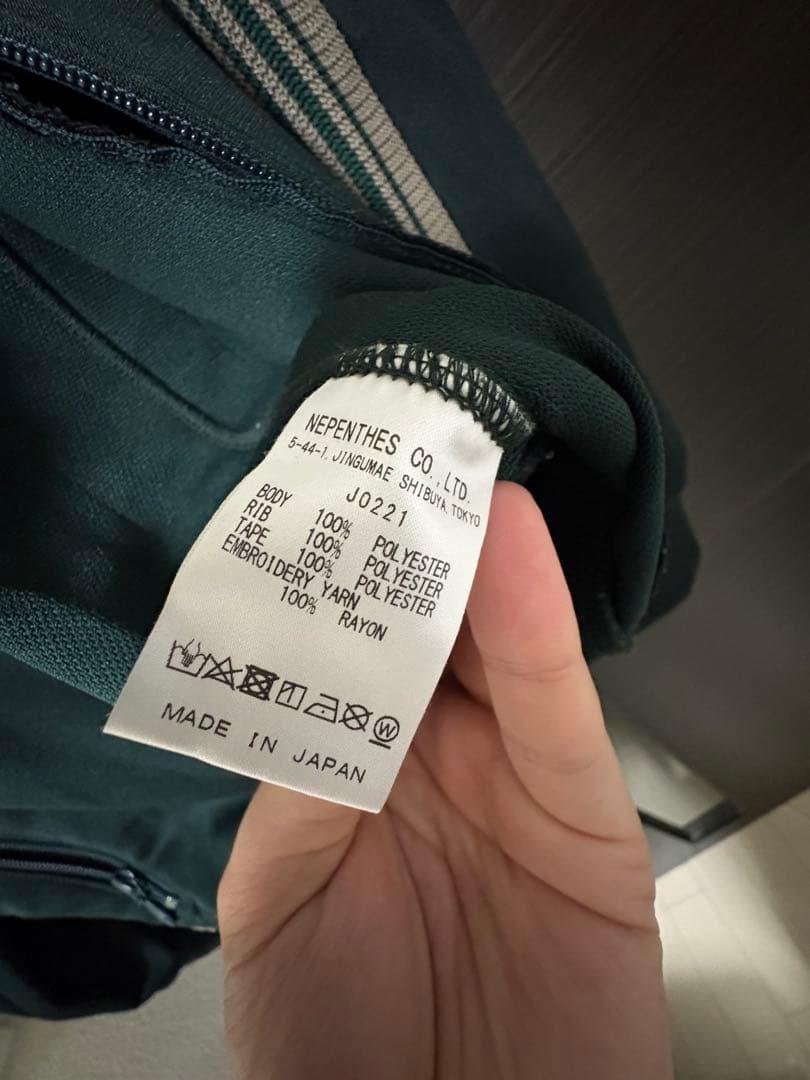 NEPENTHES CO.,LTD.
5-44-1, JINGUMAE SHIBUYA, TOKYO
J0221
BODY 100% POLYESTER
RIB 100% POLYESTER
TAPE 100% POLYESTER
EMBROIDERY YARN
100% RAYON
W
MADE IN JAPAN